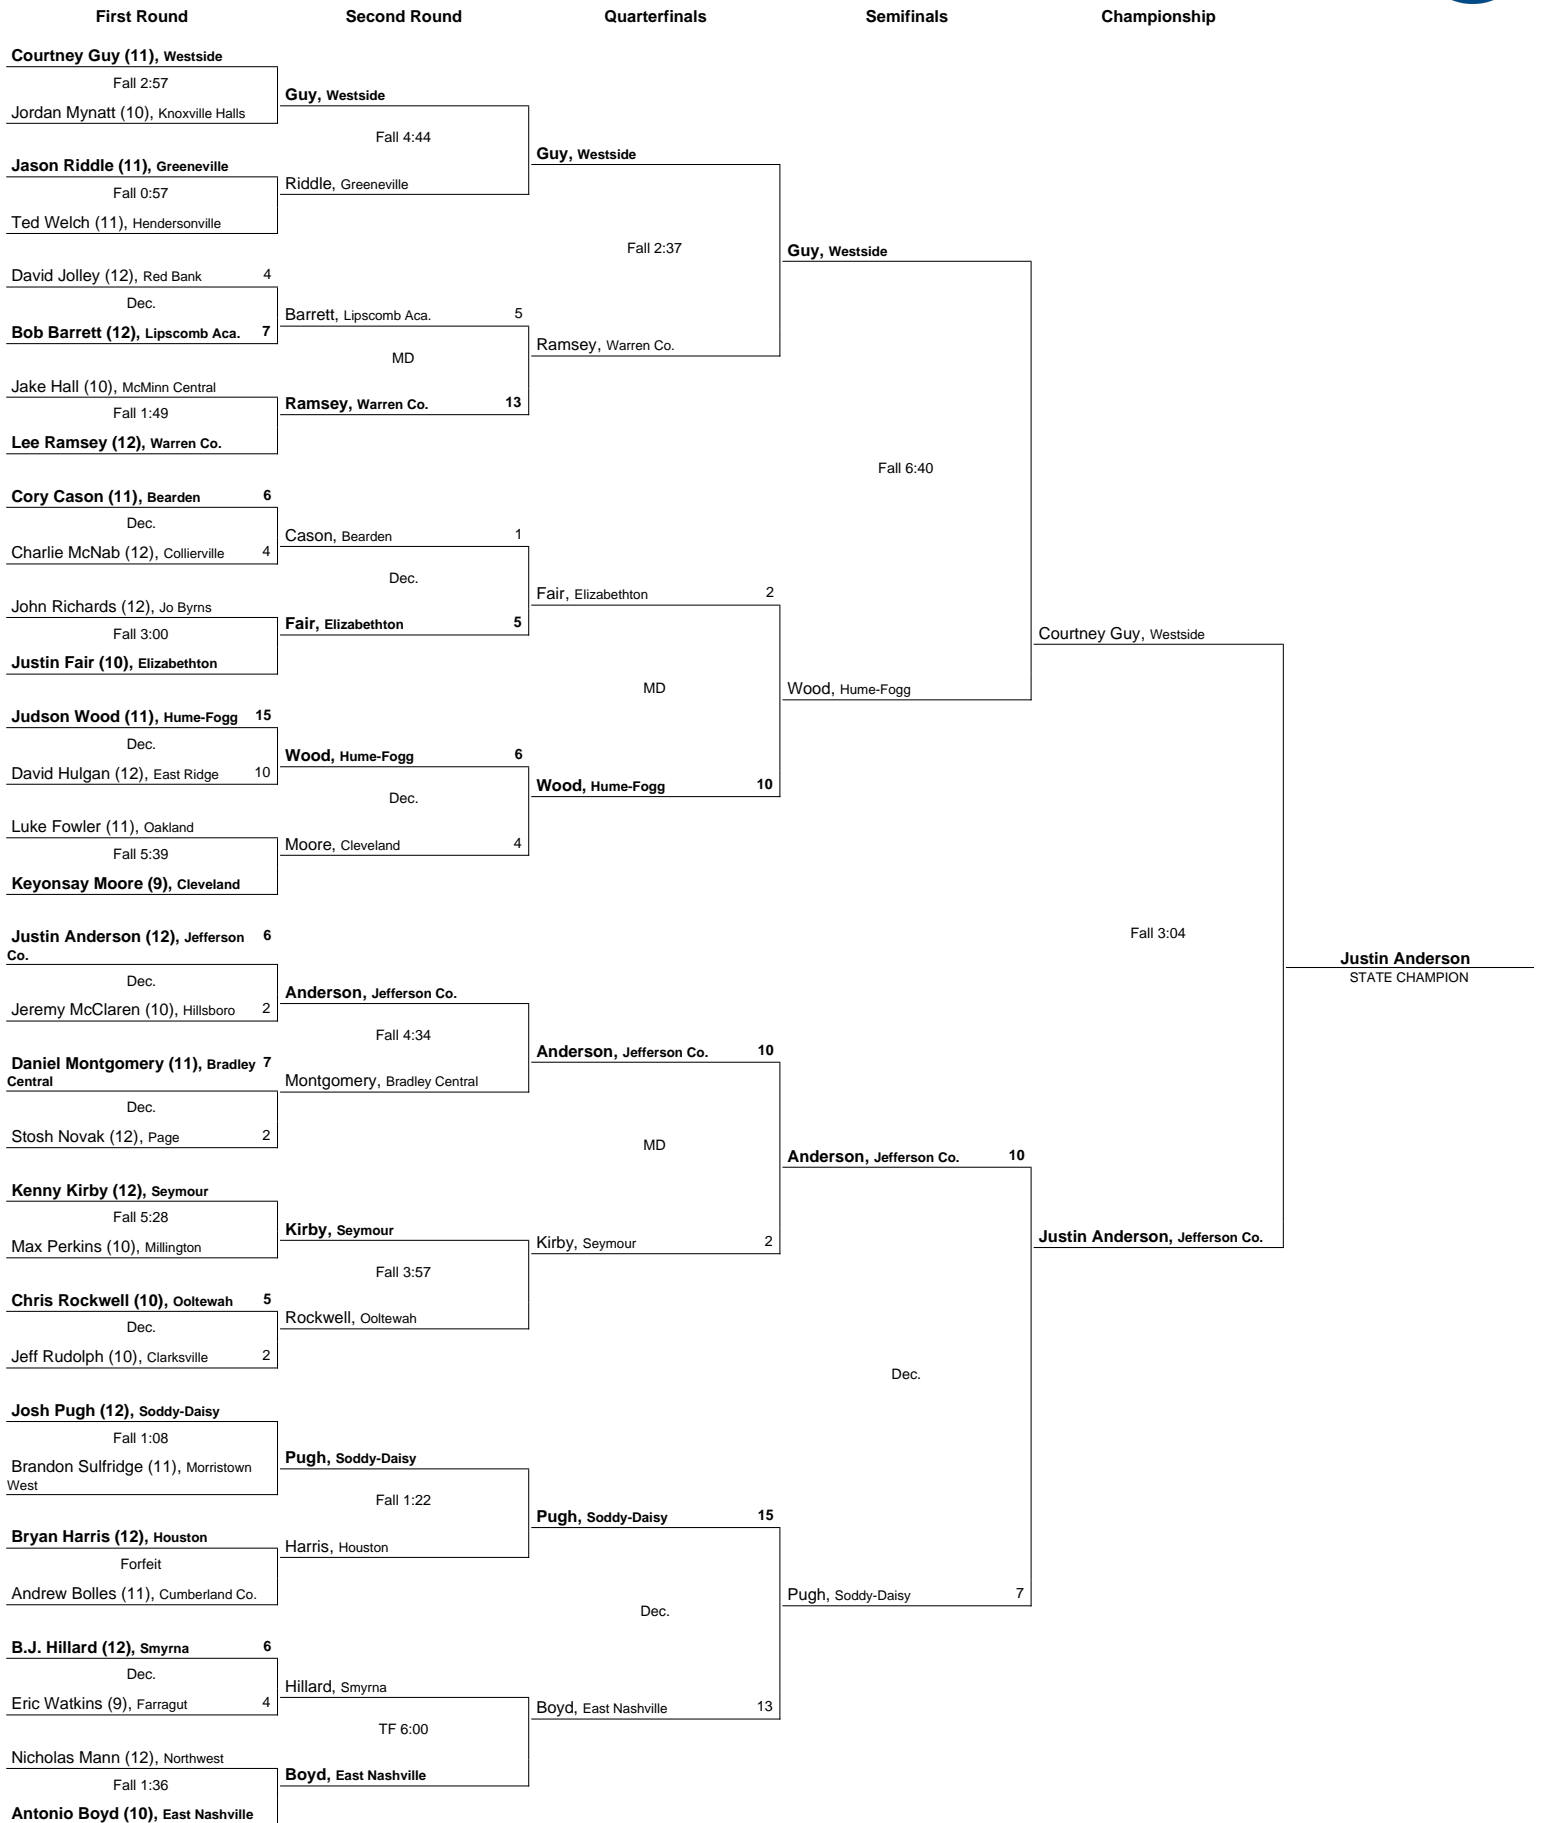 First Round Second Round Quarterfinals Semifinals Championship
Courtney Guy (11), Westside
Fall 2:57
Jordan Mynatt (10), Knoxville Halls
Jason Riddle (11), Greeneville
Fall 0:57
Ted Welch (11), Hendersonville
David Jolley (12), Red Bank 4
Dec.
Bob Barrett (12), Lipscomb Aca. 7
Jake Hall (10), McMinn Central
Fall 1:49
Lee Ramsey (12), Warren Co.
Cory Cason (11), Bearden 6
Dec.
Charlie McNab (12), Collierville 4
John Richards (12), Jo Byrns
Fall 3:00
Justin Fair (10), Elizabethton
Judson Wood (11), Hume-Fogg 15
Dec.
David Hulgan (12), East Ridge 10
Luke Fowler (11), Oakland
Fall 5:39
Keyonsay Moore (9), Cleveland
Justin Anderson (12), Jefferson 6
Co.
Dec.
Jeremy McClaren (10), Hillsboro 2
Daniel Montgomery (11), Bradley 7
Central
Dec.
Stosh Novak (12), Page 2
Kenny Kirby (12), Seymour
Fall 5:28
Max Perkins (10), Millington
Chris Rockwell (10), Ooltewah 5
Dec.
Jeff Rudolph (10), Clarksville 2
Josh Pugh (12), Soddy-Daisy
Fall 1:08
Brandon Sulfridge (11), Morristown
West
Bryan Harris (12), Houston
Forfeit
Andrew Bolles (11), Cumberland Co.
B.J. Hillard (12), Smyrna 6
Dec.
Eric Watkins (9), Farragut 4
Nicholas Mann (12), Northwest
Fall 1:36
Antonio Boyd (10), East Nashville
Guy, Westside
Fall 4:44
Riddle, Greeneville
Barrett, Lipscomb Aca. 5
MD
Ramsey, Warren Co. 13
Cason, Bearden 1
Dec.
Fair, Elizabethton 5
Wood, Hume-Fogg 6
Dec.
Moore, Cleveland 4
Anderson, Jefferson Co.
Fall 4:34
Montgomery, Bradley Central
Kirby, Seymour
Fall 3:57
Rockwell, Ooltewah
Pugh, Soddy-Daisy
Fall 1:22
Harris, Houston
Hillard, Smyrna
TF 6:00
Boyd, East Nashville
Guy, Westside
Fall 2:37
Ramsey, Warren Co.
Fair, Elizabethton 2
MD
Wood, Hume-Fogg 10
Anderson, Jefferson Co. 10
MD
Kirby, Seymour 2
Pugh, Soddy-Daisy 15
Dec.
Boyd, East Nashville 13
Guy, Westside
Fall 6:40
Wood, Hume-Fogg
Anderson, Jefferson Co. 10
Dec.
Pugh, Soddy-Daisy 7
Courtney Guy, Westside
Fall 3:04
Justin Anderson, Jefferson Co.
Justin Anderson
STATE CHAMPION